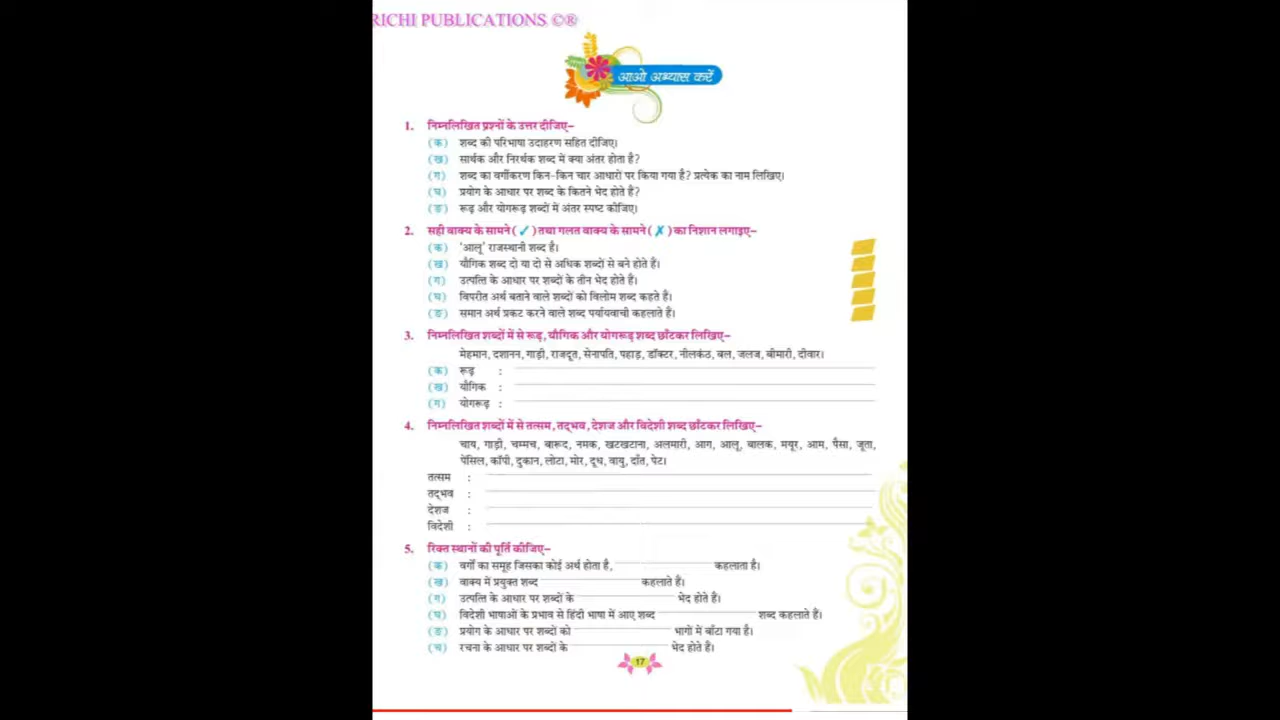 RICHI PUBLICATIONS ©®
आओ अभ्यास करें
1. निम्नलिखित प्रश्नों के उत्तर दीजिए–
(क) शब्द की परिभाषा उदाहरण सहित दीजिए।
(ख) सार्थक और निरर्थक शब्द में क्या अंतर होता है?
(ग) शब्द का वर्गीकरण किन-किन चार आधारों पर किया गया है? प्रत्येक का नाम लिखिए।
(घ) प्रयोग के आधार पर शब्द के कितने भेद होते है?
(ङ) रूढ़ और योगरूढ़ शब्दों में अंतर स्पष्ट कीजिए।
2. सही वाक्य के सामने ( ✓ ) तथा गलत वाक्य के सामने ( ✗ ) का निशान लगाइए–
(क) ‘आलू’ राजस्थानी शब्द है।
(ख) यौगिक शब्द दो या दो से अधिक शब्दों से बने होते हैं।
(ग) उत्पत्ति के आधार पर शब्दों के तीन भेद होते है।
(घ) विपरीत अर्थ बताने वाले शब्दों को विलोम शब्द कहते हैं।
(ङ) समान अर्थ प्रकट करने वाले शब्द पर्यायवाची कहलाते हैं।
3. निम्नलिखित शब्दों में से रूढ़, यौगिक और योगरूढ़ शब्द छाँटकर लिखिए–
मेहमान, दशानन, गाड़ी, राजदूत, सेनापति, पहाड़, डॉक्टर, नीलकंठ, बल, जलज, बीमारी, दीवार।
(क) रूढ़ :
(ख) यौगिक :
(ग) योगरूढ़ :
4. निम्नलिखित शब्दों में से तत्सम, तद्भव, देशज और विदेशी शब्द छाँटकर लिखिए–
चाय, गाड़ी, चम्मच, बारूद, नमक, खटखटाना, अलमारी, आग, आलू, बालक, मयूर, आम, पैसा, जूता,
पेंसिल, कॉपी, दुकान, लोटा, मोर, दूध, वायु, दाँत, पेट।
तत्सम :
तद्भव :
देशज :
विदेशी :
5. रिक्त स्थानों की पूर्ति कीजिए–
(क) वर्णों का समूह जिसका कोई अर्थ होता है, कहलाता है।
(ख) वाक्य में प्रयुक्त शब्द कहलाते हैं।
(ग) उत्पत्ति के आधार पर शब्दों के भेद होते है।
(घ) विदेशी भाषाओं के प्रभाव से हिंदी भाषा में आए शब्द शब्द कहलाते हैं।
(ङ) प्रयोग के आधार पर शब्दों को भागों में बाँटा गया है।
(च) रचना के आधार पर शब्दों के भेद होते हैं।
17